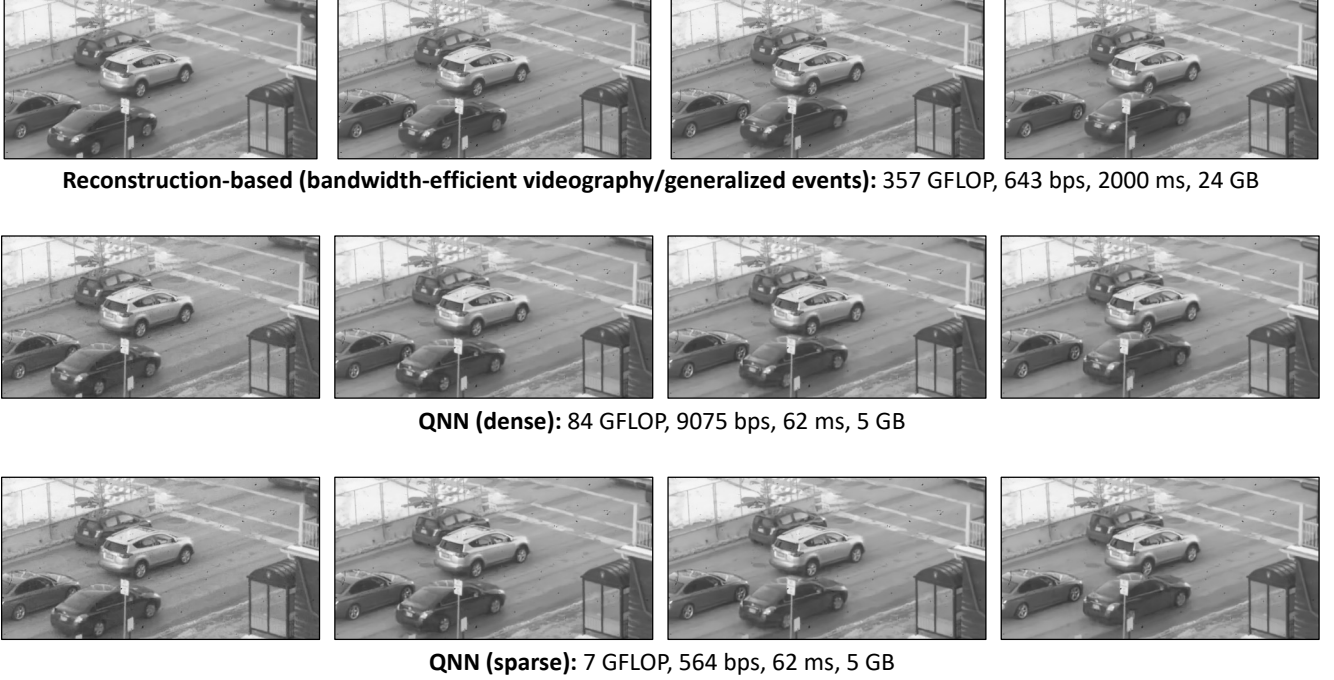 Reconstruction-based (bandwidth-efficient videography/generalized events): 357 GFLOP, 643 bps, 2000 ms, 24 GB
QNN (dense): 84 GFLOP, 9075 bps, 62 ms, 5 GB
QNN (sparse): 7 GFLOP, 564 bps, 62 ms, 5 GB